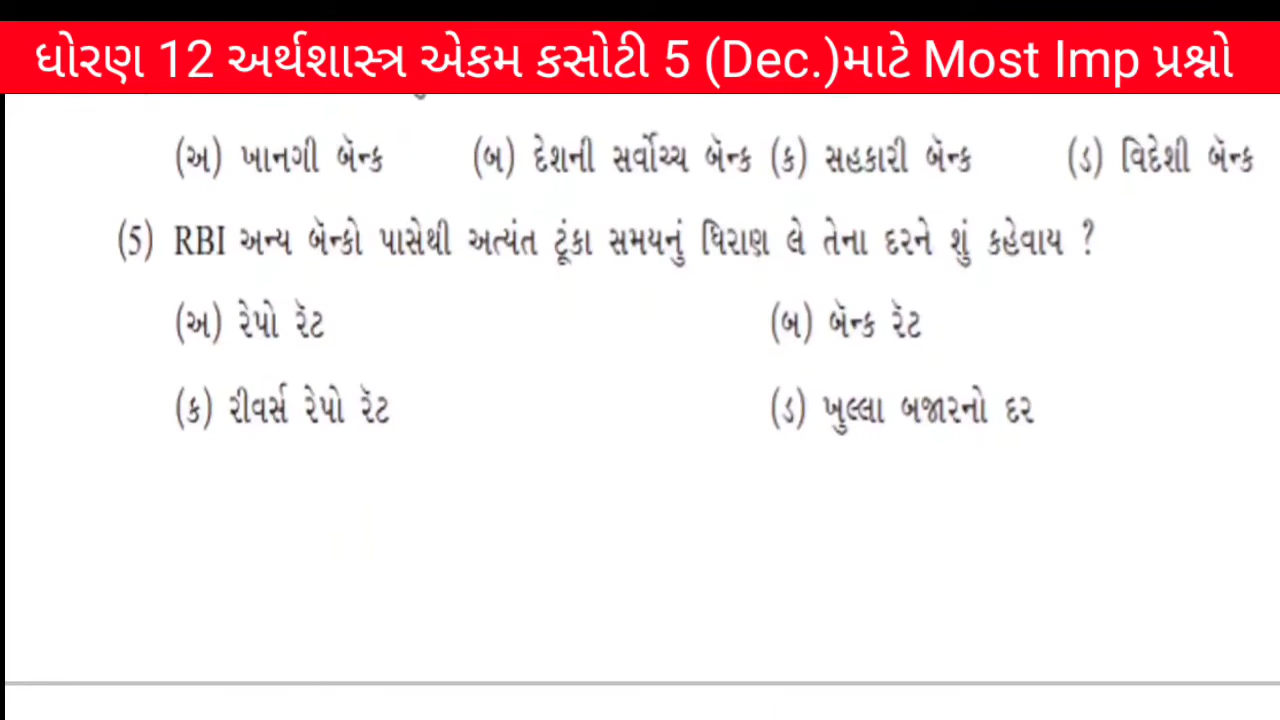 ધોરણ 12 અર્થશાસ્ત્ર એકમ કસોટી 5 (Dec.)માટે Most Imp પ્રશ્નો
(અ) ખાનગી બૅન્ક (બ) દેશની સર્વોચ્ચ બૅન્ક (ક) સહકારી બૅન્ક (ડ) વિદેશી બૅન્ક
(5) RBI અન્ય બૅન્કો પાસેથી અત્યંત ટૂંકા સમયનું ધિરાણ લે તેના દરને શું કહેવાય ?
(અ) રેપો રૅટ (બ) બૅન્ક રૅટ
(ક) રીવર્સ રેપો રૅટ (ડ) ખુલ્લા બજારનો દર